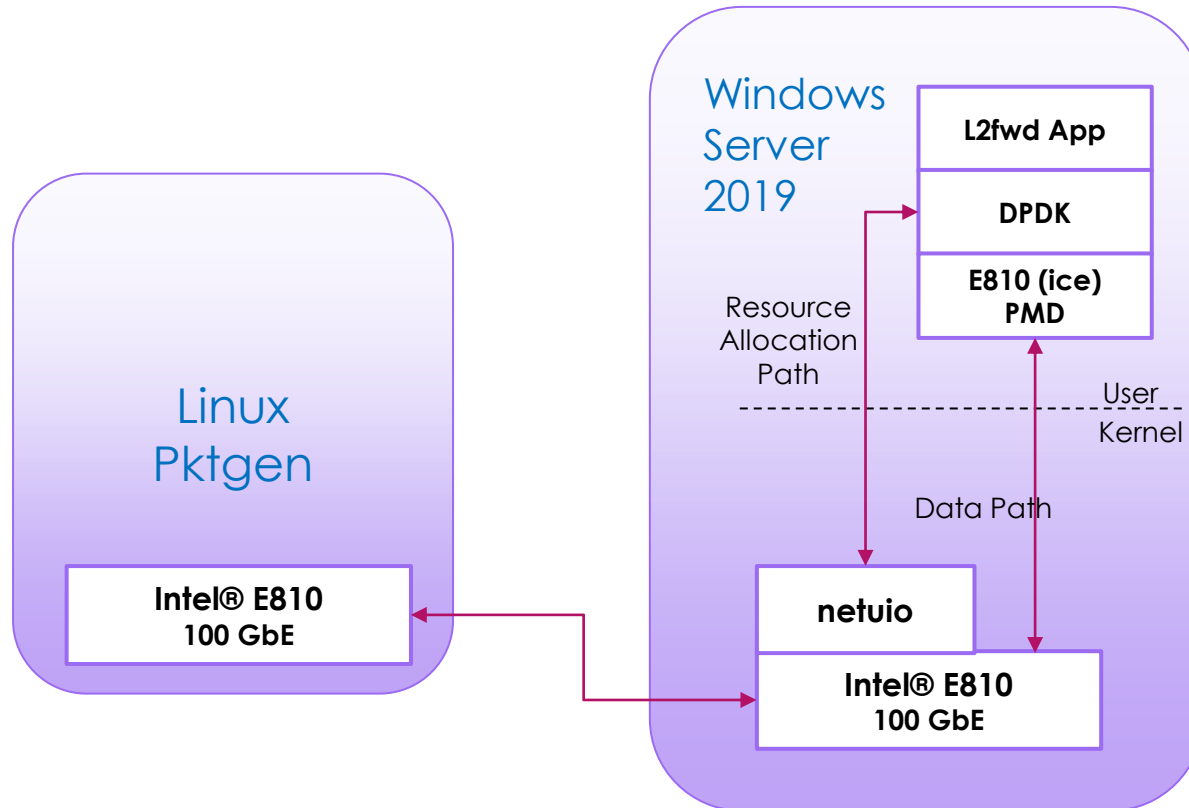 Linux
Pktgen
Intel® E810
100 GbE
Windows
Server
2019
L2fwd App
DPDK
E810 (ice)
PMD
Resource
Allocation
Path
User
Kernel
Data Path
netuio
Intel® E810
100 GbE